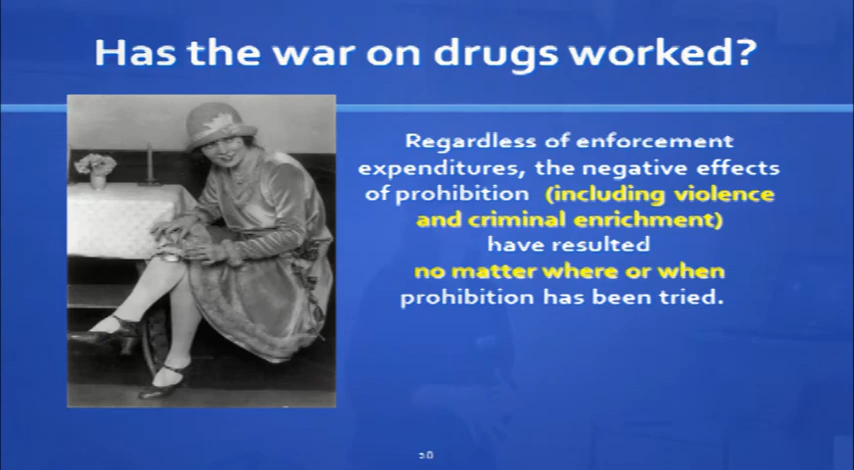 Has the war on drugs worked?
Regardless of enforcement
expenditures, the negative effects
of prohibition (including violence
and criminal enrichment)
have resulted
no matter where or when
prohibition has been tried.